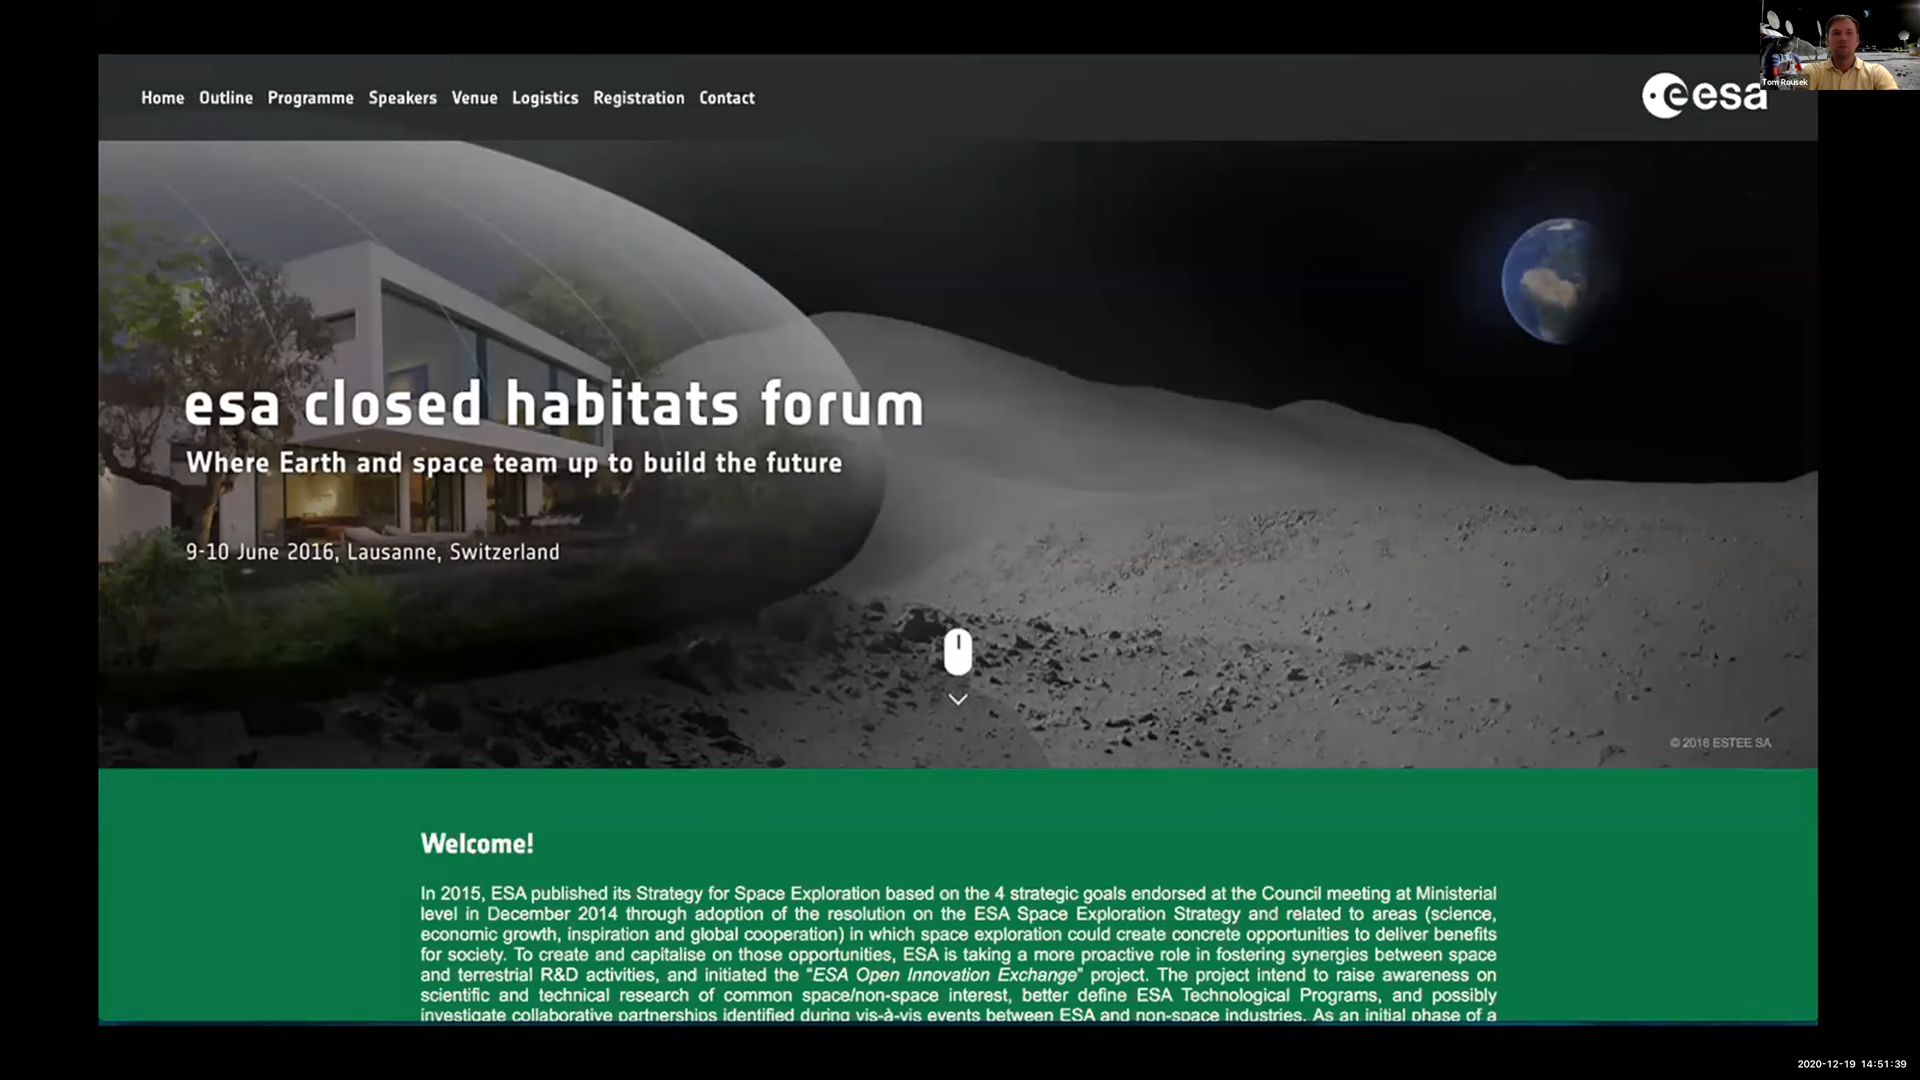 Home Outline Programme Speakers Venue Logistics Registration Contact
esa
Tom Rousek
esa closed habitats forum
Where Earth and space team up to build the future
9-10 June 2016, Lausanne, Switzerland
© 2016 ESTEE SA
Welcome!
In 2015, ESA published its Strategy for Space Exploration based on the 4 strategic goals endorsed at the Council meeting at Ministerial
level in December 2014 through adoption of the resolution on the ESA Space Exploration Strategy and related to areas (science,
economic growth, inspiration and global cooperation) in which space exploration could create concrete opportunities to deliver benefits
for society. To create and capitalise on those opportunities, ESA is taking a more proactive role in fostering synergies between space
and terrestrial R&D activities, and initiated the "ESA Open Innovation Exchange" project. The project intend to raise awareness on
scientific and technical research of common space/non-space interest, better define ESA Technological Programs, and possibly
investigate collaborative partnerships identified during vis-à-vis events between ESA and non-space industries. As an initial phase of a
2020-12-19 14:51:39